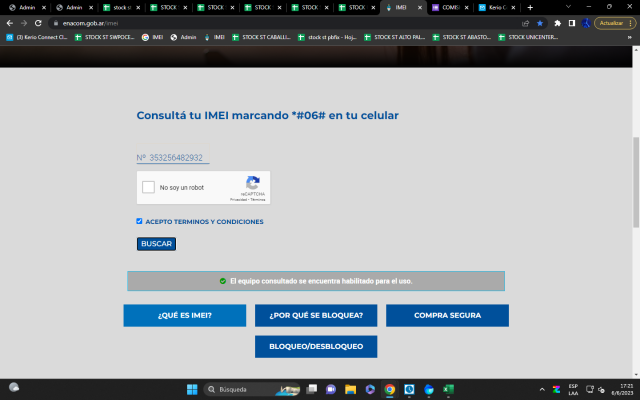 Admin
Admin
stock st
STOCK
STOCK
STOCK
STOCK
STOCK
IMEI
COMIS
Kerio C
enacom.gob.ar/imei
Actualizar
(3) Kerio Connect Cl...
STOCK ST SWPOCE...
IMEI
Admin
IMEI
STOCK ST CABALLI...
stock st pbfix - Hoj...
STOCK ST ALTO PAL...
STOCK ST ABASTO...
STOCK UNICENTER...
»
Consultá tu IMEI marcando *#06# en tu celular
Nº 353256482932
No soy un robot
reCAPTCHA
Privacidad - Términos
ACEPTO TERMINOS Y CONDICIONES
BUSCAR
El equipo consultado se encuentra habilitado para el uso.
¿QUÉ ES IMEI?
¿POR QUÉ SE BLOQUEA?
COMPRA SEGURA
BLOQUEO/DESBLOQUEO
Búsqueda
ESP
LAA
17:21
6/6/2023